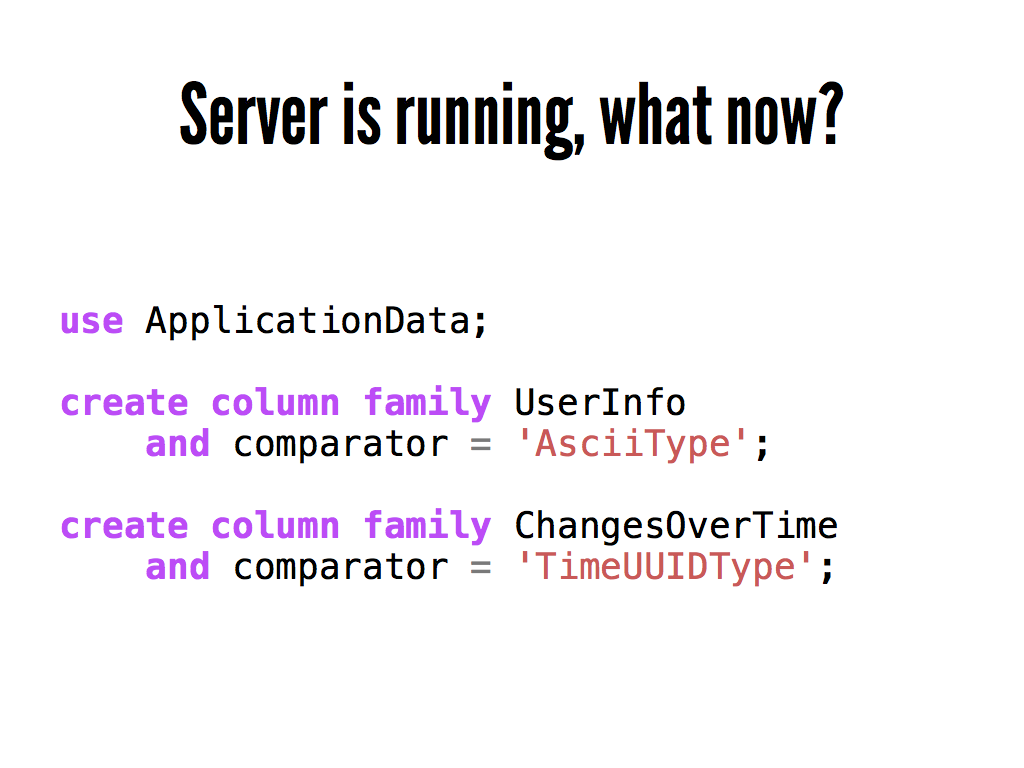 Server is running, what now?
use ApplicationData;
create column family UserInfo
and comparator = 'AsciiType';
create column family ChangesOverTime
and comparator = 'TimeUUIDType';